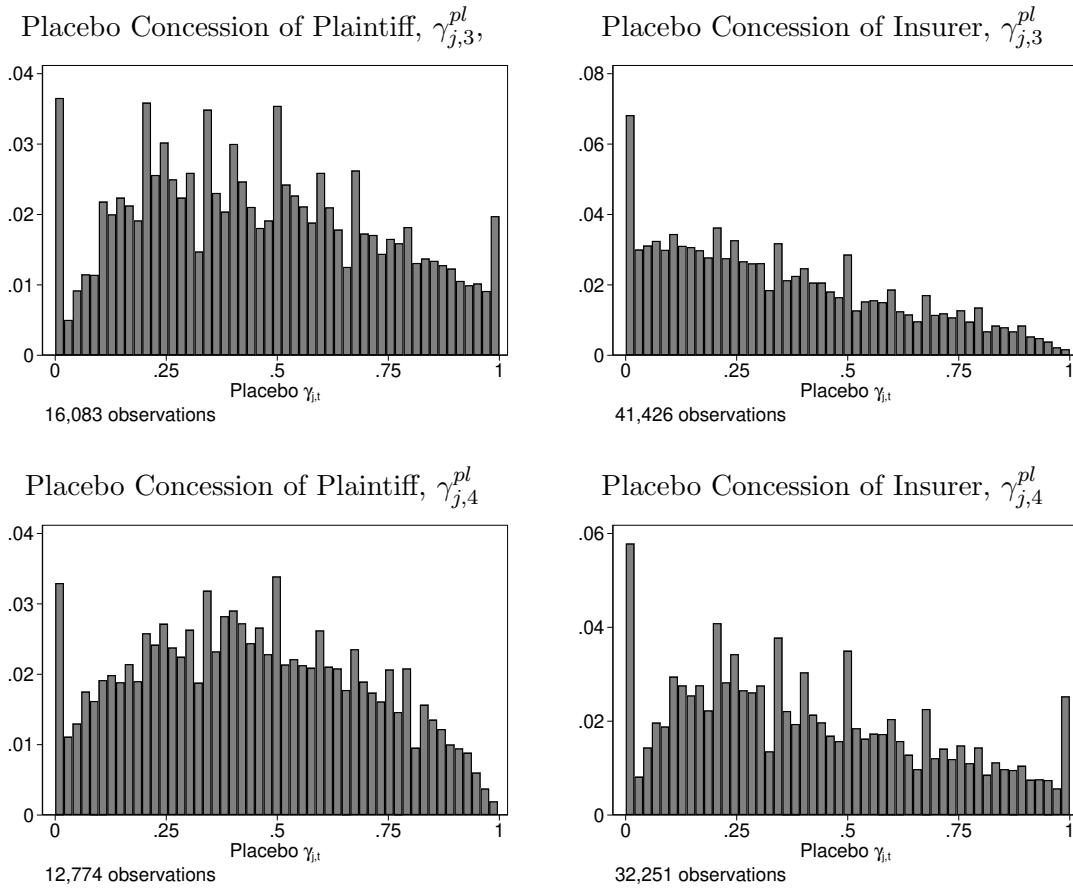 Placebo Concession of Plaintiff, γ^{pl}_{j,3},
.04
.03
.02
.01
0
0 .25 .5 .75 1
Placebo γ_{j,t}
16,083 observations
Placebo Concession of Insurer, γ^{pl}_{j,3}
.08
.06
.04
.02
0
0 .25 .5 .75 1
Placebo γ_{j,t}
41,426 observations
Placebo Concession of Plaintiff, γ^{pl}_{j,4}
.04
.03
.02
.01
0
0 .25 .5 .75 1
Placebo γ_{j,t}
12,774 observations
Placebo Concession of Insurer, γ^{pl}_{j,4}
.06
.04
.02
0
0 .25 .5 .75 1
Placebo γ_{j,t}
32,251 observations